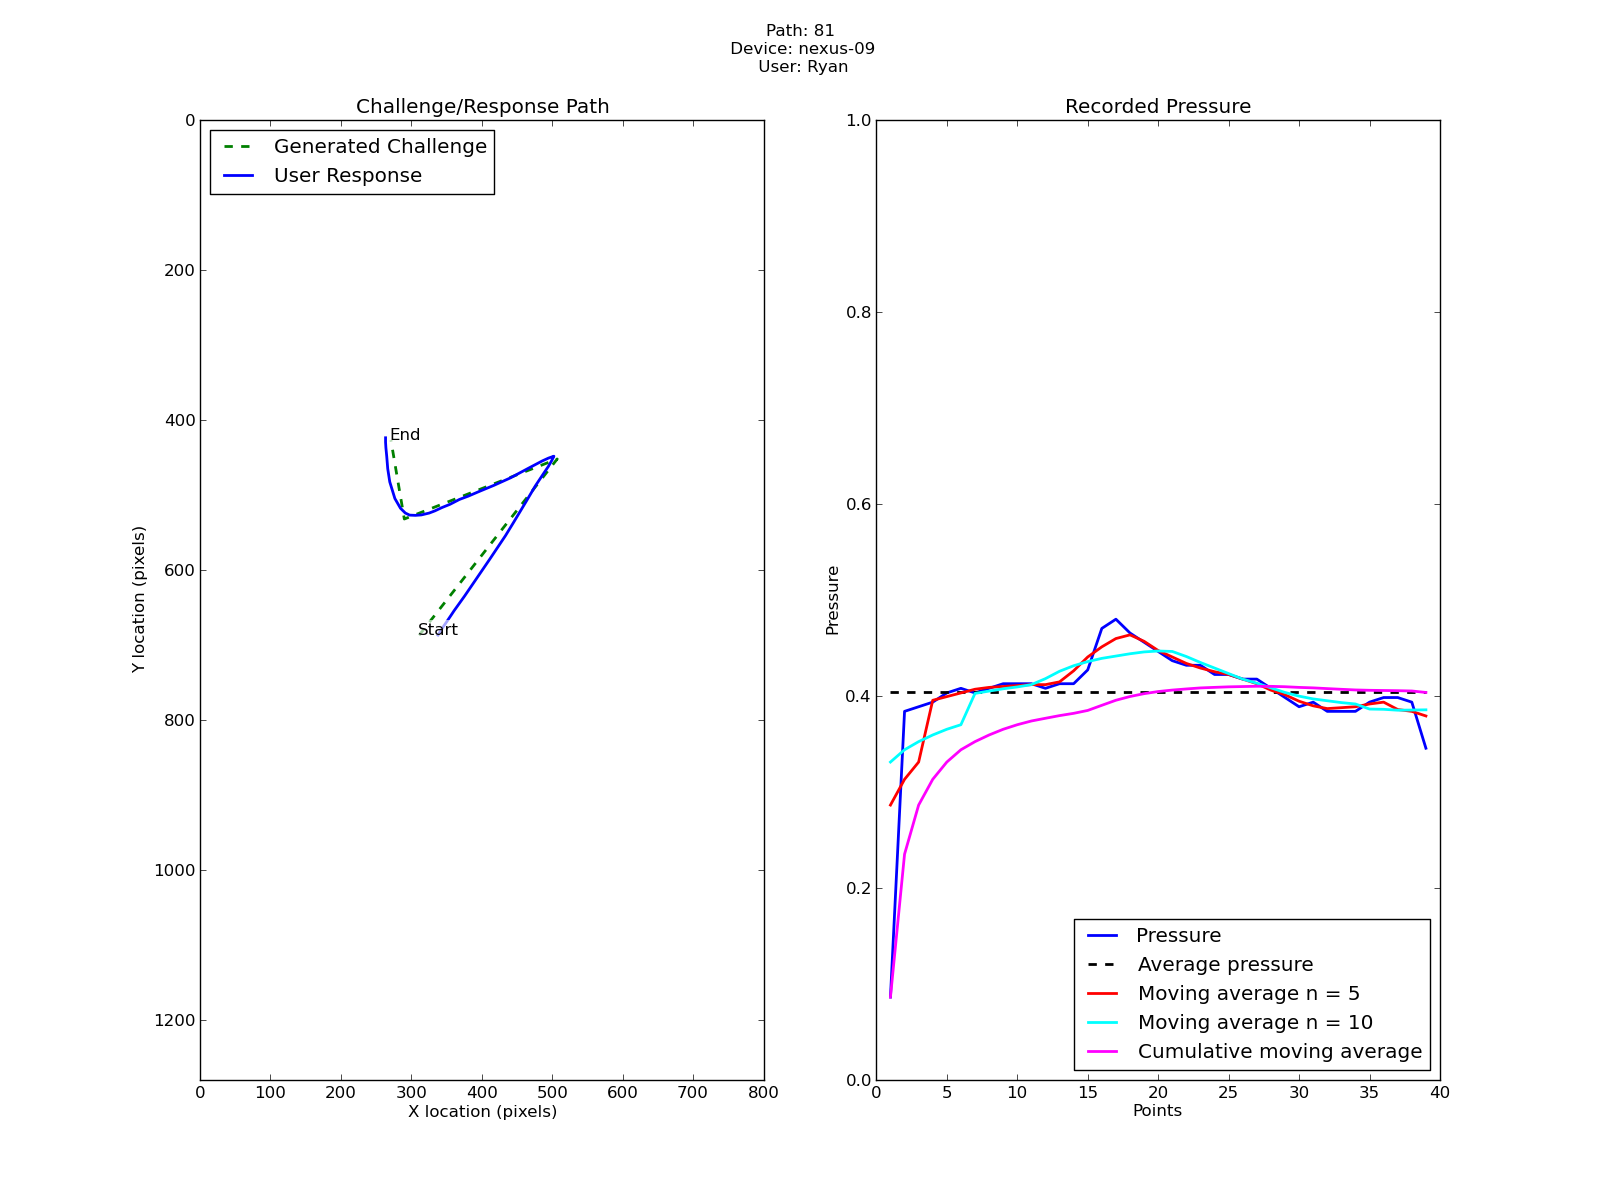 Path: 81
Device: nexus-09
User: Ryan
Challenge/Response Path
Generated Challenge
User Response
0
200
400
600
800
1000
1200
Y location (pixels)
End
Start
0 100 200 300 400 500 600 700 800
X location (pixels)
Recorded Pressure
1.0
0.8
0.6
0.4
0.2
0.0
Pressure
Pressure
Average pressure
Moving average n = 5
Moving average n = 10
Cumulative moving average
0 5 10 15 20 25 30 35 40
Points